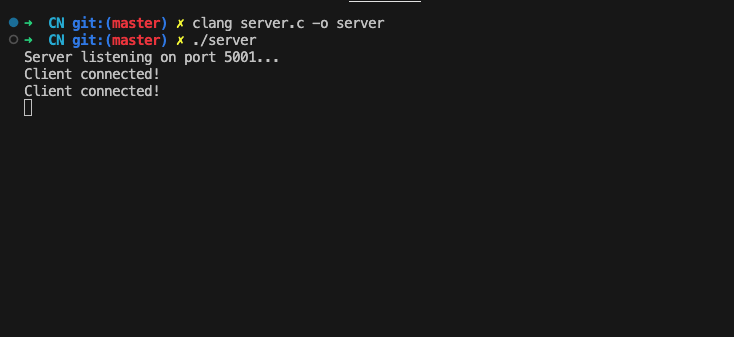 ➜ CN git:(master) ✗ clang server.c -o server
➜ CN git:(master) ✗ ./server
Server listening on port 5001...
Client connected!
Client connected!